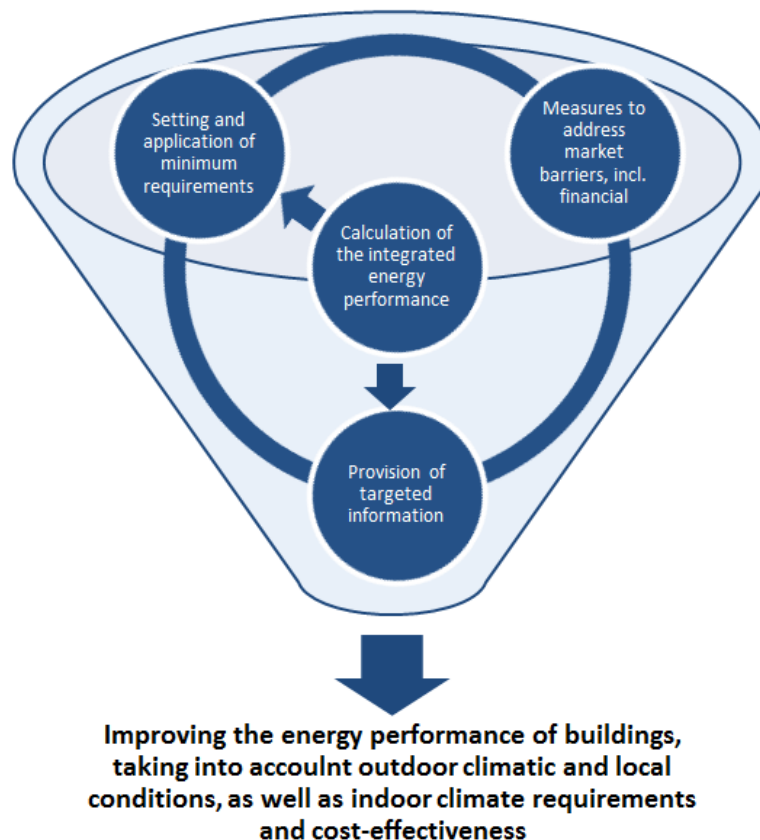 Setting and
application of
minimum
requirements
Measures to
address
market
barriers, incl.
financial
Calculation of
the integrated
energy
performance
Provision of
targeted
information
Improving the energy performance of buildings,
taking into accoulnt outdoor climatic and local
conditions, as well as indoor climate requirements
and cost-effectiveness